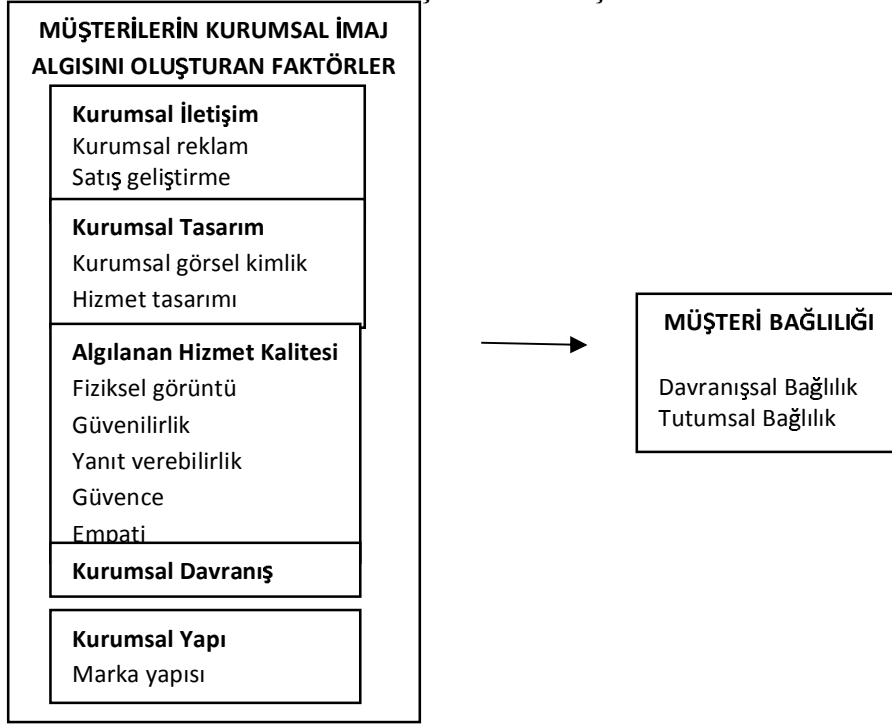 MÜŞTERİLERİN KURUMSAL İMAJ
ALGISINI OLUŞTURAN FAKTÖRLER
Kurumsal İletişim
Kurumsal reklam
Satış geliştirme
Kurumsal Tasarım
Kurumsal görsel kimlik
Hizmet tasarımı
Algılanan Hizmet Kalitesi
Fiziksel görüntü
Güvenilirlik
Yanıt verebilirlik
Güvence
Empati
Kurumsal Davranış
Kurumsal Yapı
Marka yapısı
MÜŞTERİ BAĞLILIĞI
Davranışsal Bağlılık
Tutumsal Bağlılık